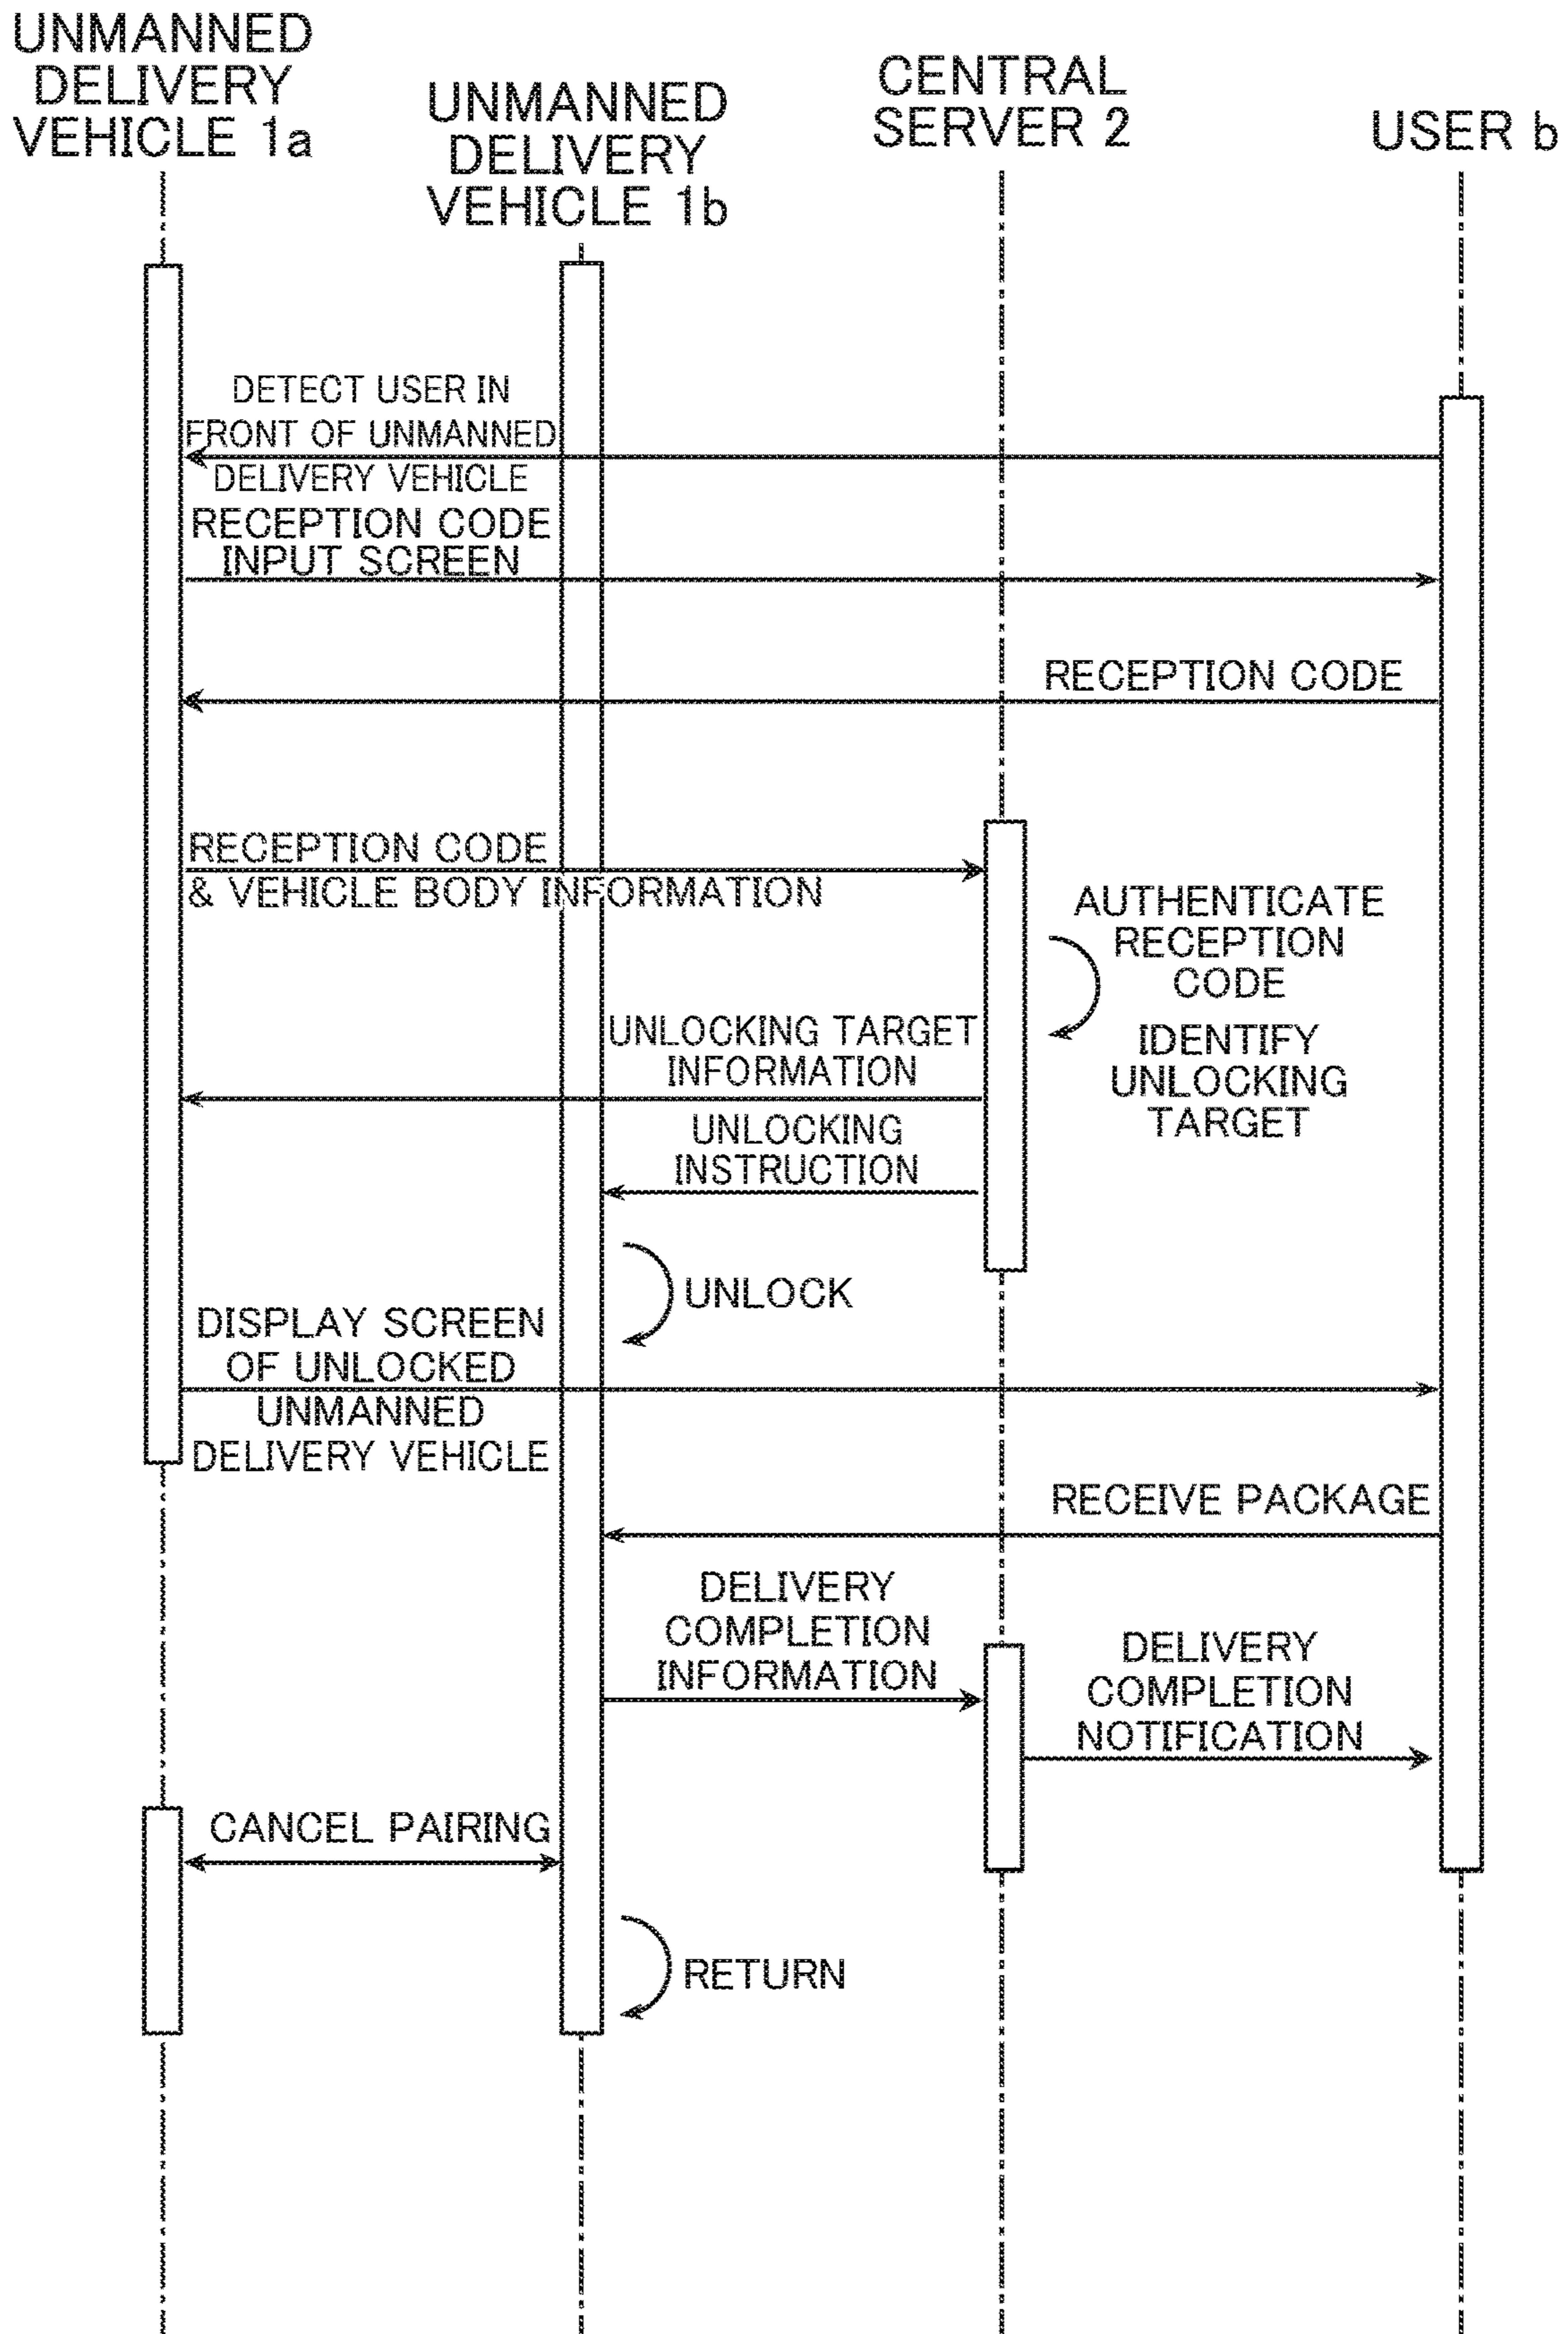 UNMANNED
DELIVERY
VEHICLE 1a
UNMANNED
DELIVERY
VEHICLE 1b
CENTRAL
SERVER 2
USER b
DETECT USER IN
FRONT OF UNMANNED
DELIVERY VEHICLE
RECEPTION CODE
INPUT SCREEN
RECEPTION CODE
RECEPTION CODE
& VEHICLE BODY INFORMATION
AUTHENTICATE
RECEPTION
CODE
IDENTIFY
UNLOCKING
TARGET
UNLOCKING TARGET
INFORMATION
UNLOCKING
INSTRUCTION
UNLOCK
DISPLAY SCREEN
OF UNLOCKED
UNMANNED
DELIVERY VEHICLE
RECEIVE PACKAGE
DELIVERY
COMPLETION
INFORMATION
DELIVERY
COMPLETION
NOTIFICATION
CANCEL PAIRING
RETURN